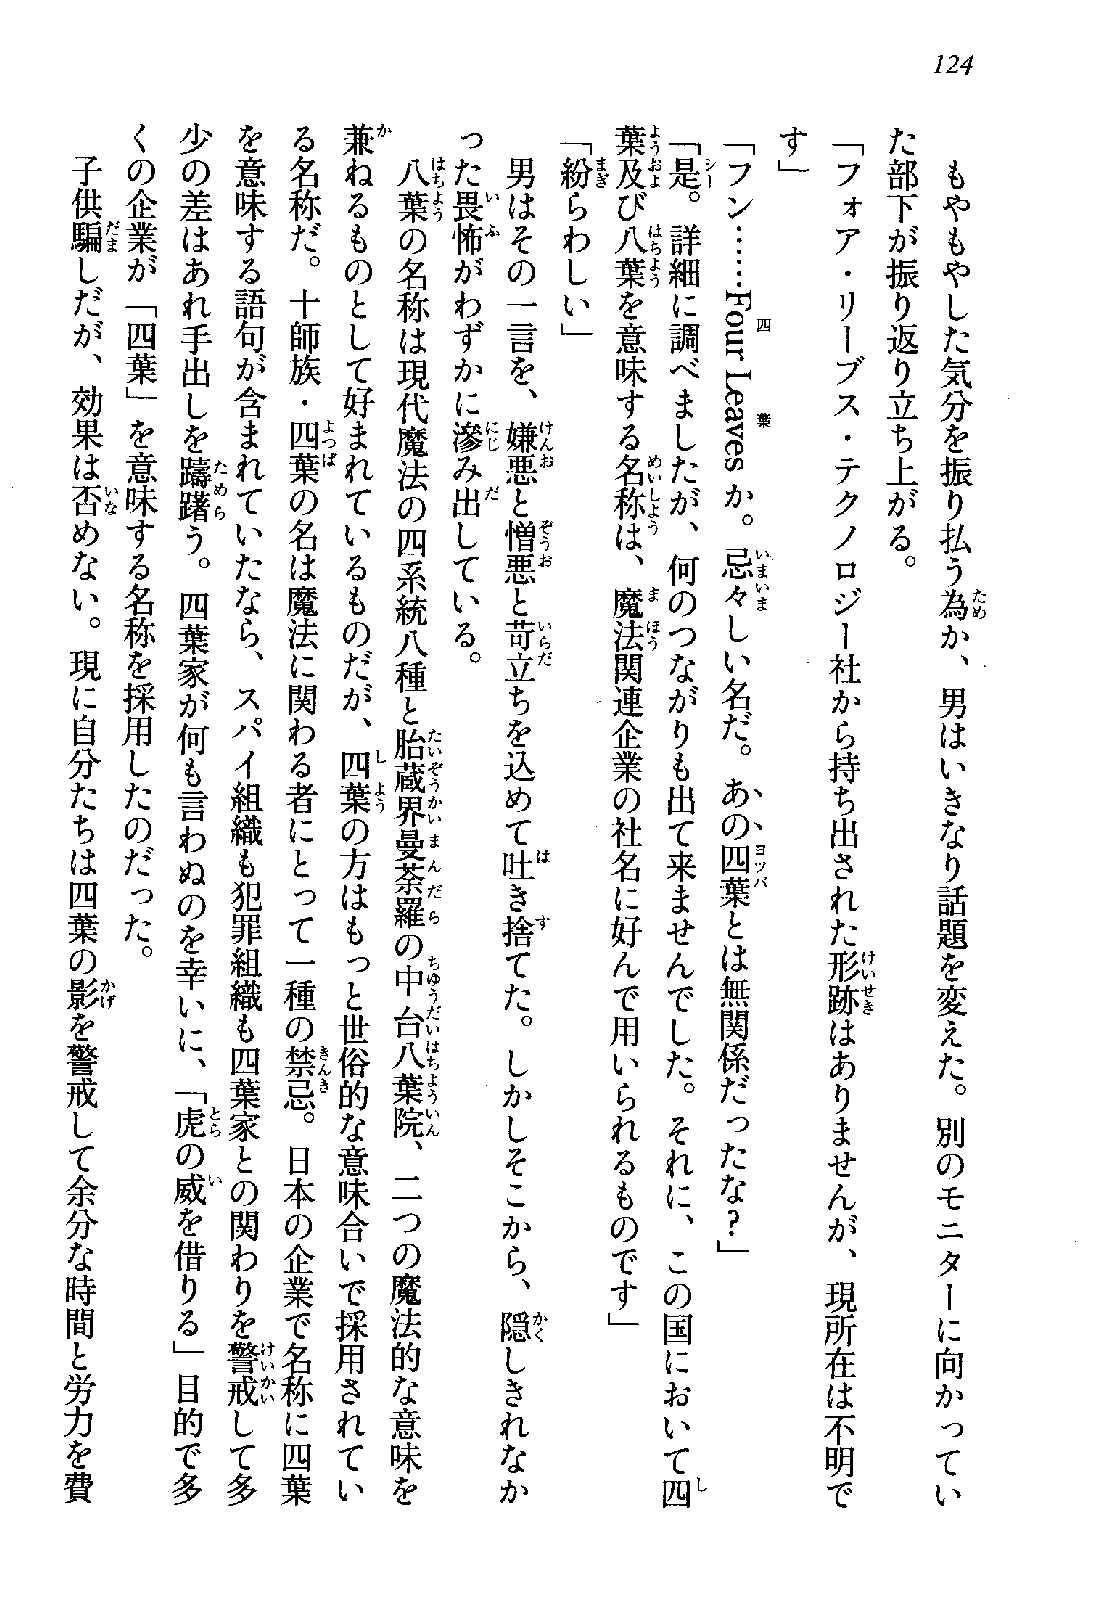 124
もやもやした気分を振り払う為か、男はいきなり話題を変えた。別のモニターに向かってい
た部下が振り返り立ち上がる。
「フォア・リーブス・テクノロジー社から持ち出された形跡はありませんが、現所在は不明で
す」
「フン……Four Leavesか。忌々しい名だ。あの四葉とは無関係だったな?」
「是。詳細に調べましたが、何のつながりも出て来ませんでした。それに、この国において四
葉及び八葉を意味する名称は、魔法関連企業の社名に好んで用いられるものです」
「紛らわしい」
男はその一言を、嫌悪と憎悪と苛立ちを込めて吐き捨てた。しかしそこから、隠しきれなか
った畏怖がわずかに滲み出している。
八葉の名称は現代魔法の四系統八種と胎蔵界曼荼羅の中台八葉院、二つの魔法的な意味を
兼ねるものとして好まれているものだが、四葉の方はもっと世俗的な意味合いで採用されてい
る名称だ。十師族・四葉の名は魔法に関わる者にとって一種の禁忌。日本の企業で名称に四葉
を意味する語句が含まれていたなら、スパイ組織も犯罪組織も四葉家との関わりを警戒して多
少の差はあれ手出しを躊躇う。四葉家が何も言わぬのを幸いに、「虎の威を借りる」目的で多
くの企業が「四葉」を意味する名称を採用したのだった。
子供騙しだが、効果は否めない。現に自分たちは四葉の影を警戒して余分な時間と労力を費